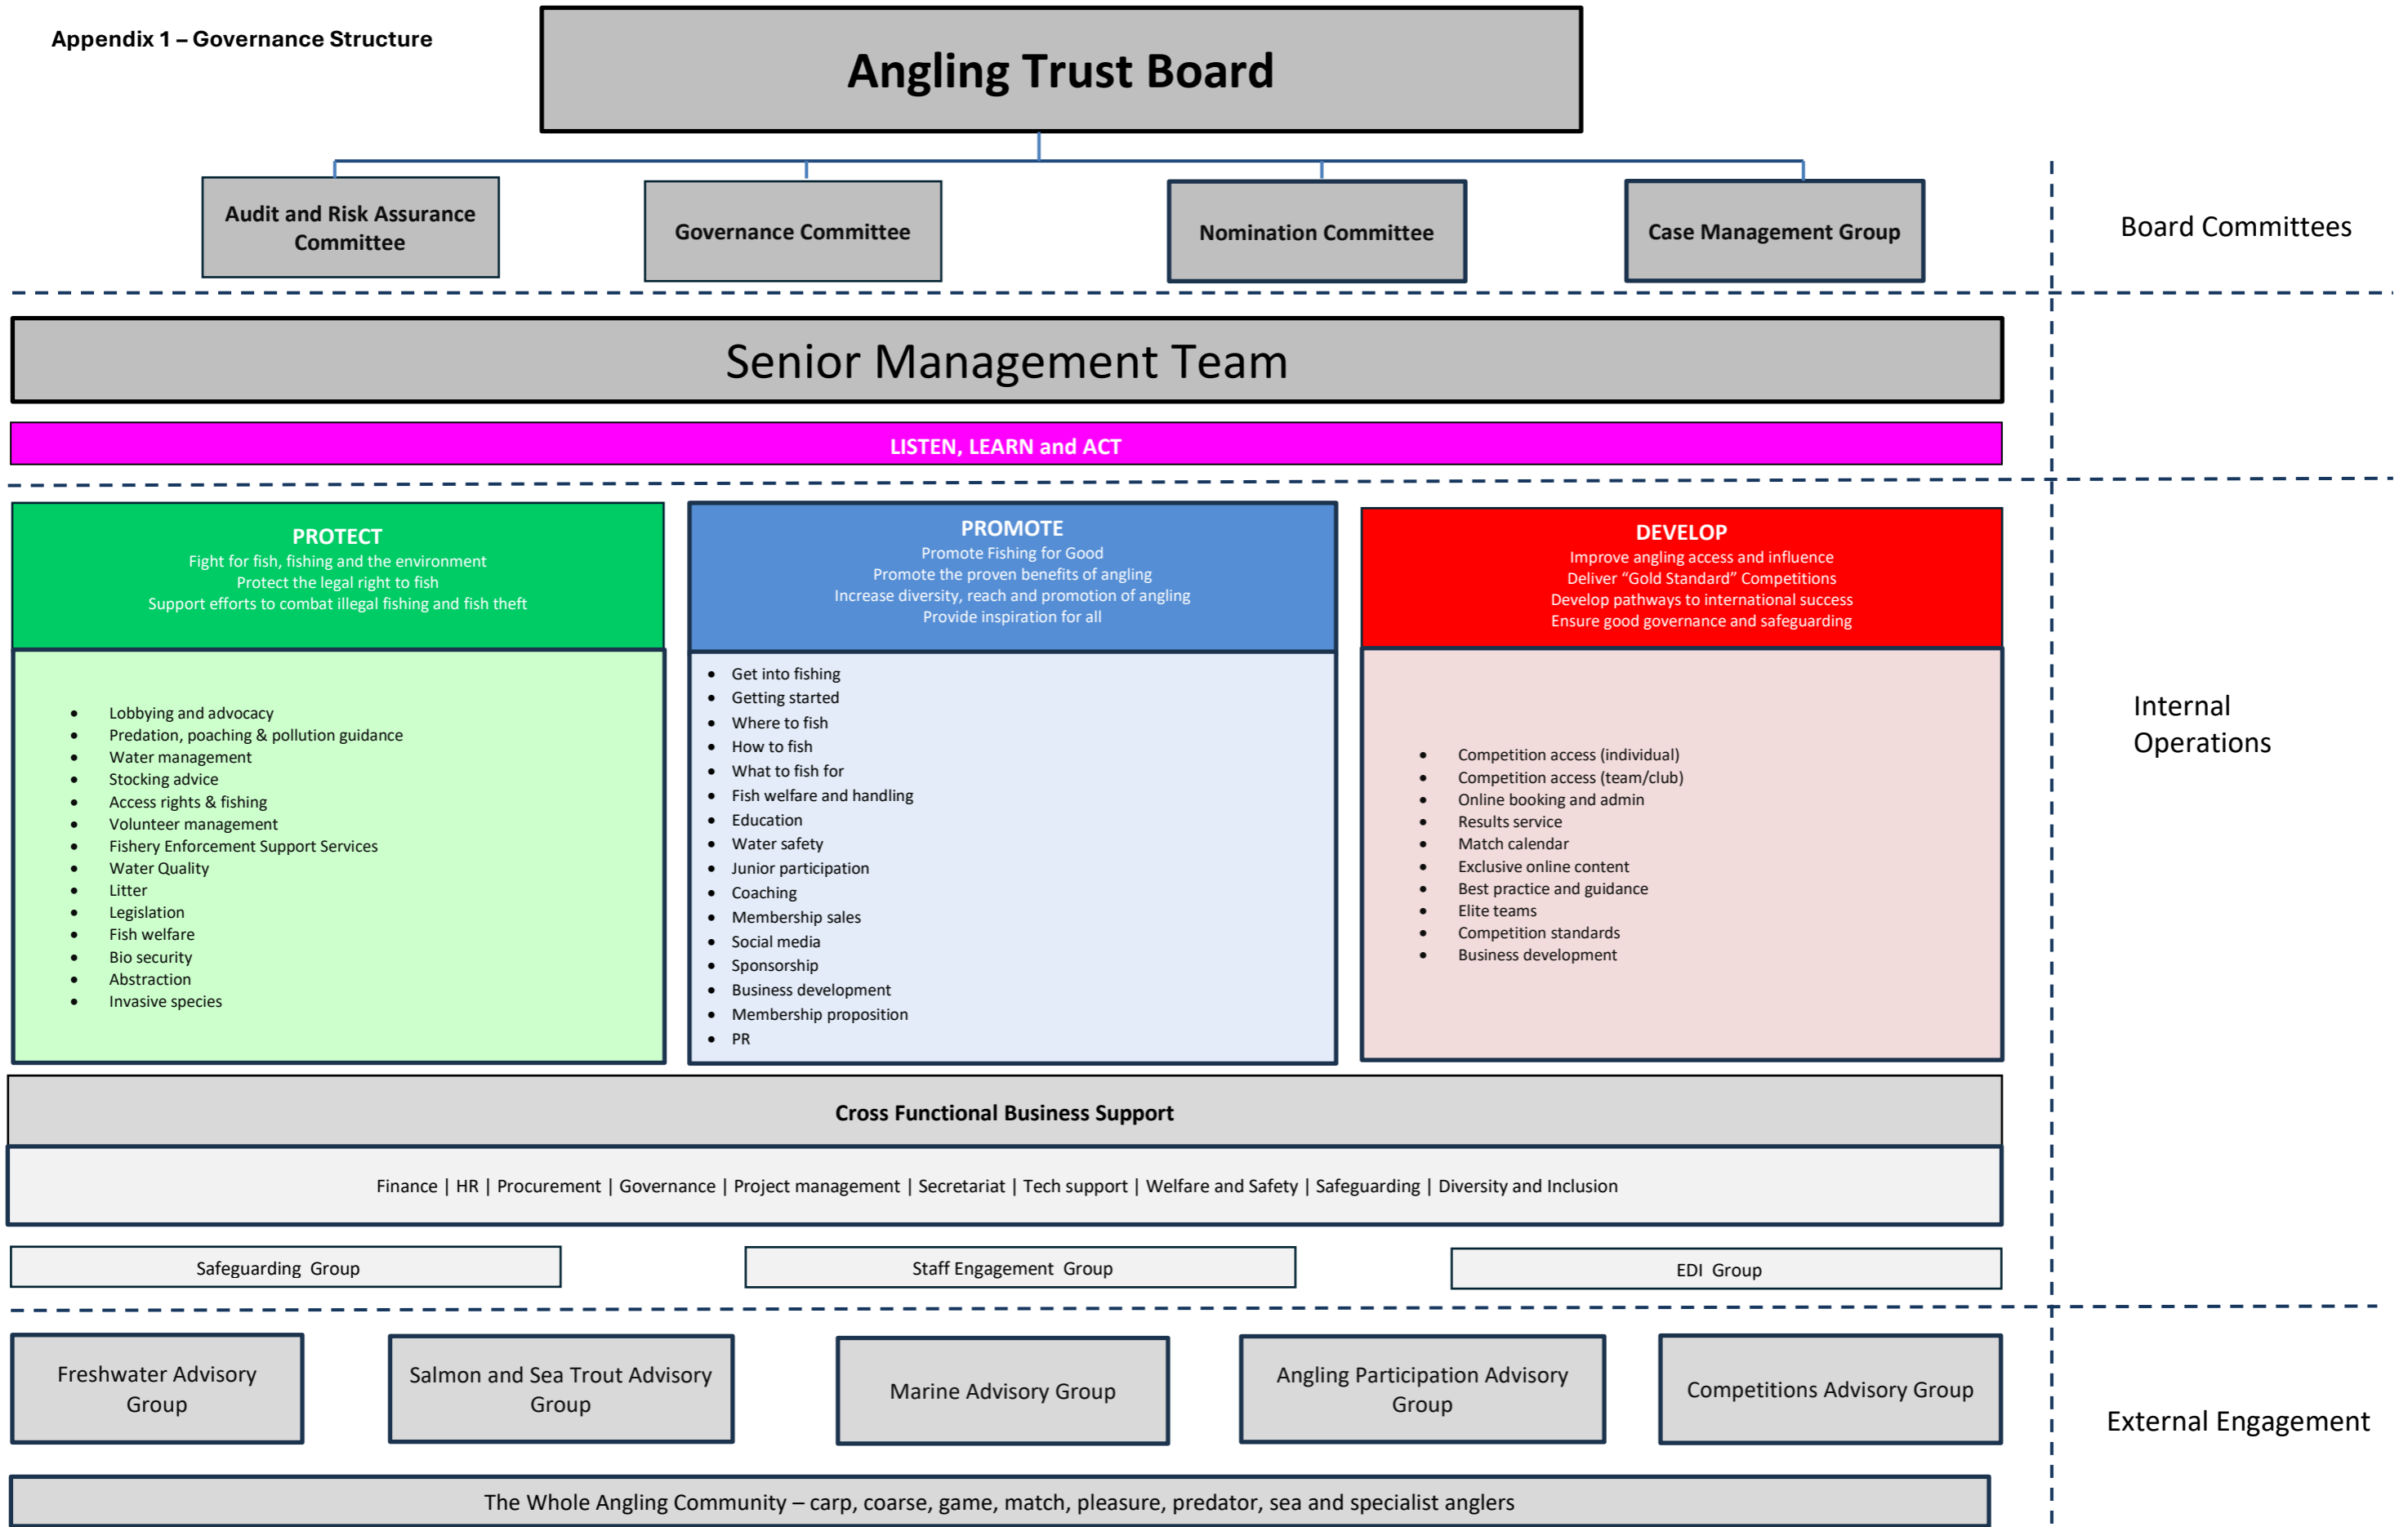 Appendix 1 – Governance Structure
Angling Trust Board
Audit and Risk Assurance
Committee
Governance Committee
Nomination Committee
Case Management Group
Board Committees
Senior Management Team
LISTEN, LEARN and ACT
PROTECT
Fight for fish, fishing and the environment
Protect the legal right to fish
Support efforts to combat illegal fishing and fish theft
PROMOTE
Promote Fishing for Good
Promote the proven benefits of angling
Increase diversity, reach and promotion of angling
Provide inspiration for all
DEVELOP
Improve angling access and influence
Deliver “Gold Standard” Competitions
Develop pathways to international success
Ensure good governance and safeguarding
• Lobbying and advocacy
• Predation, poaching & pollution guidance
• Water management
• Stocking advice
• Access rights & fishing
• Volunteer management
• Fishery Enforcement Support Services
• Water Quality
• Litter
• Legislation
• Fish welfare
• Bio security
• Abstraction
• Invasive species
• Get into fishing
• Getting started
• Where to fish
• How to fish
• What to fish for
• Fish welfare and handling
• Education
• Water safety
• Junior participation
• Coaching
• Membership sales
• Social media
• Sponsorship
• Business development
• Membership proposition
• PR
• Competition access (individual)
• Competition access (team/club)
• Online booking and admin
• Results service
• Match calendar
• Exclusive online content
• Best practice and guidance
• Elite teams
• Competition standards
• Business development
Internal
Operations
Cross Functional Business Support
Finance | HR | Procurement | Governance | Project management | Secretariat | Tech support | Welfare and Safety | Safeguarding | Diversity and Inclusion
Safeguarding Group
Staff Engagement Group
EDI Group
Freshwater Advisory
Group
Salmon and Sea Trout Advisory
Group
Marine Advisory Group
Angling Participation Advisory
Group
Competitions Advisory Group
External Engagement
The Whole Angling Community – carp, coarse, game, match, pleasure, predator, sea and specialist anglers